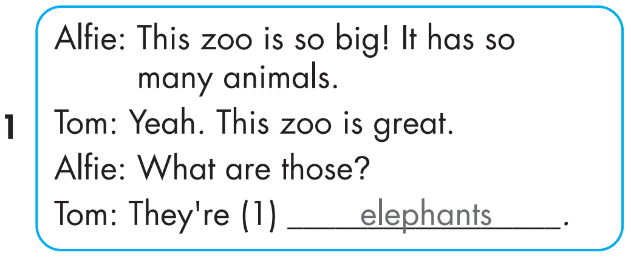 Alfie: This zoo is so big! It has so
many animals.
1 Tom: Yeah. This zoo is great.
Alfie: What are those?
Tom: They're (1) ______elephants______.